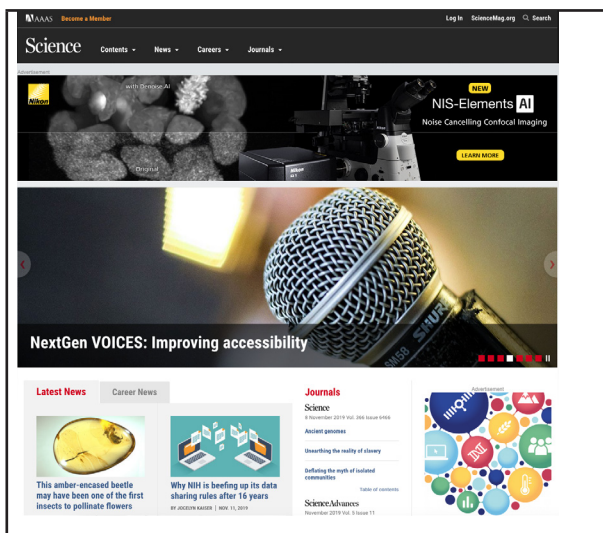 AAAS Become a Member Log In ScienceMag.org Search
Science Contents News Careers Journals
Advertisement
Nikon
with Denoise.AI
Original
NEW
NIS-Elements AI
Noise Cancelling Confocal Imaging
LEARN MORE
SHURE
SM58
NextGen VOICES: Improving accessibility
Latest News Career News
This amber-encased beetle
may have been one of the first
insects to pollinate flowers
Why NIH is beefing up its data
sharing rules after 16 years
BY JOCELYN KAISER | NOV. 11, 2019
Journals
Science
8 November 2019 Vol. 366 Issue 6466
Ancient genomes
Unearthing the reality of slavery
Deflating the myth of isolated
communities
Table of contents
ScienceAdvances
November 2019 Vol. 5 Issue 11
Advertisement